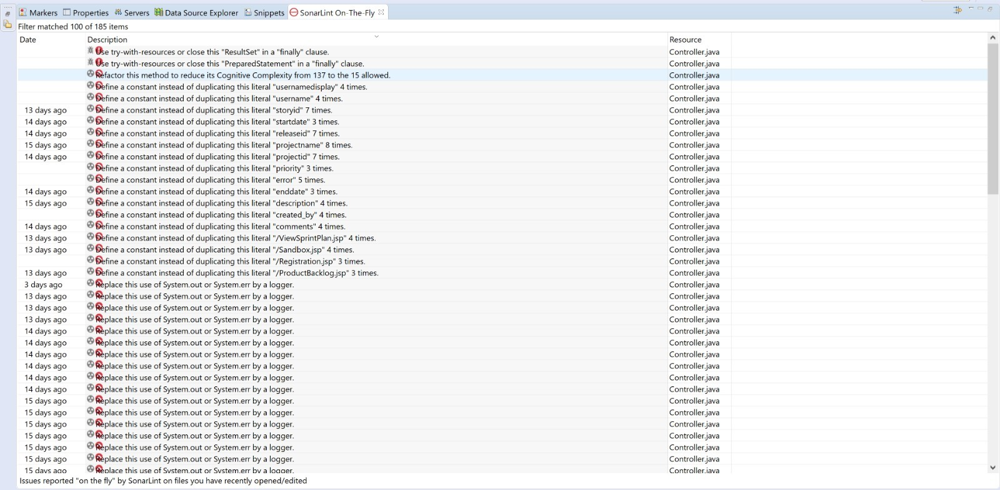 Markers Properties Servers Data Source Explorer Snippets SonarLint On-The-Fly
Filter matched 100 of 185 items
Date Description Resource
Use try-with-resources or close this "ResultSet" in a "finally" clause. Controller.java
Use try-with-resources or close this "PreparedStatement" in a "finally" clause. Controller.java
Refactor this method to reduce its Cognitive Complexity from 137 to the 15 allowed. Controller.java
Define a constant instead of duplicating this literal "usernamedisplay" 4 times. Controller.java
Define a constant instead of duplicating this literal "username" 4 times. Controller.java
13 days ago Define a constant instead of duplicating this literal "storyid" 7 times. Controller.java
14 days ago Define a constant instead of duplicating this literal "startdate" 3 times. Controller.java
14 days ago Define a constant instead of duplicating this literal "releaseid" 7 times. Controller.java
15 days ago Define a constant instead of duplicating this literal "projectname" 8 times. Controller.java
14 days ago Define a constant instead of duplicating this literal "projectid" 7 times. Controller.java
Define a constant instead of duplicating this literal "priority" 3 times. Controller.java
Define a constant instead of duplicating this literal "error" 5 times. Controller.java
14 days ago Define a constant instead of duplicating this literal "enddate" 3 times. Controller.java
15 days ago Define a constant instead of duplicating this literal "description" 4 times. Controller.java
Define a constant instead of duplicating this literal "created_by" 4 times. Controller.java
14 days ago Define a constant instead of duplicating this literal "comments" 4 times. Controller.java
13 days ago Define a constant instead of duplicating this literal "/ViewSprintPlan.jsp" 4 times. Controller.java
13 days ago Define a constant instead of duplicating this literal "/Sandbox.jsp" 4 times. Controller.java
Define a constant instead of duplicating this literal "/Registration.jsp" 3 times. Controller.java
13 days ago Define a constant instead of duplicating this literal "/ProductBacklog.jsp" 3 times. Controller.java
3 days ago Replace this use of System.out or System.err by a logger. Controller.java
13 days ago Replace this use of System.out or System.err by a logger. Controller.java
13 days ago Replace this use of System.out or System.err by a logger. Controller.java
13 days ago Replace this use of System.out or System.err by a logger. Controller.java
14 days ago Replace this use of System.out or System.err by a logger. Controller.java
14 days ago Replace this use of System.out or System.err by a logger. Controller.java
14 days ago Replace this use of System.out or System.err by a logger. Controller.java
14 days ago Replace this use of System.out or System.err by a logger. Controller.java
14 days ago Replace this use of System.out or System.err by a logger. Controller.java
14 days ago Replace this use of System.out or System.err by a logger. Controller.java
15 days ago Replace this use of System.out or System.err by a logger. Controller.java
15 days ago Replace this use of System.out or System.err by a logger. Controller.java
15 days ago Replace this use of System.out or System.err by a logger. Controller.java
15 days ago Replace this use of System.out or System.err by a logger. Controller.java
15 days ago Replace this use of System.out or System.err by a logger. Controller.java
15 days ago Replace this use of System.out or System.err by a logger. Controller.java
15 days ago Replace this use of System.out or System.err by a logger. Controller.java
Issues reported "on the fly" by SonarLint on files you have recently opened/edited